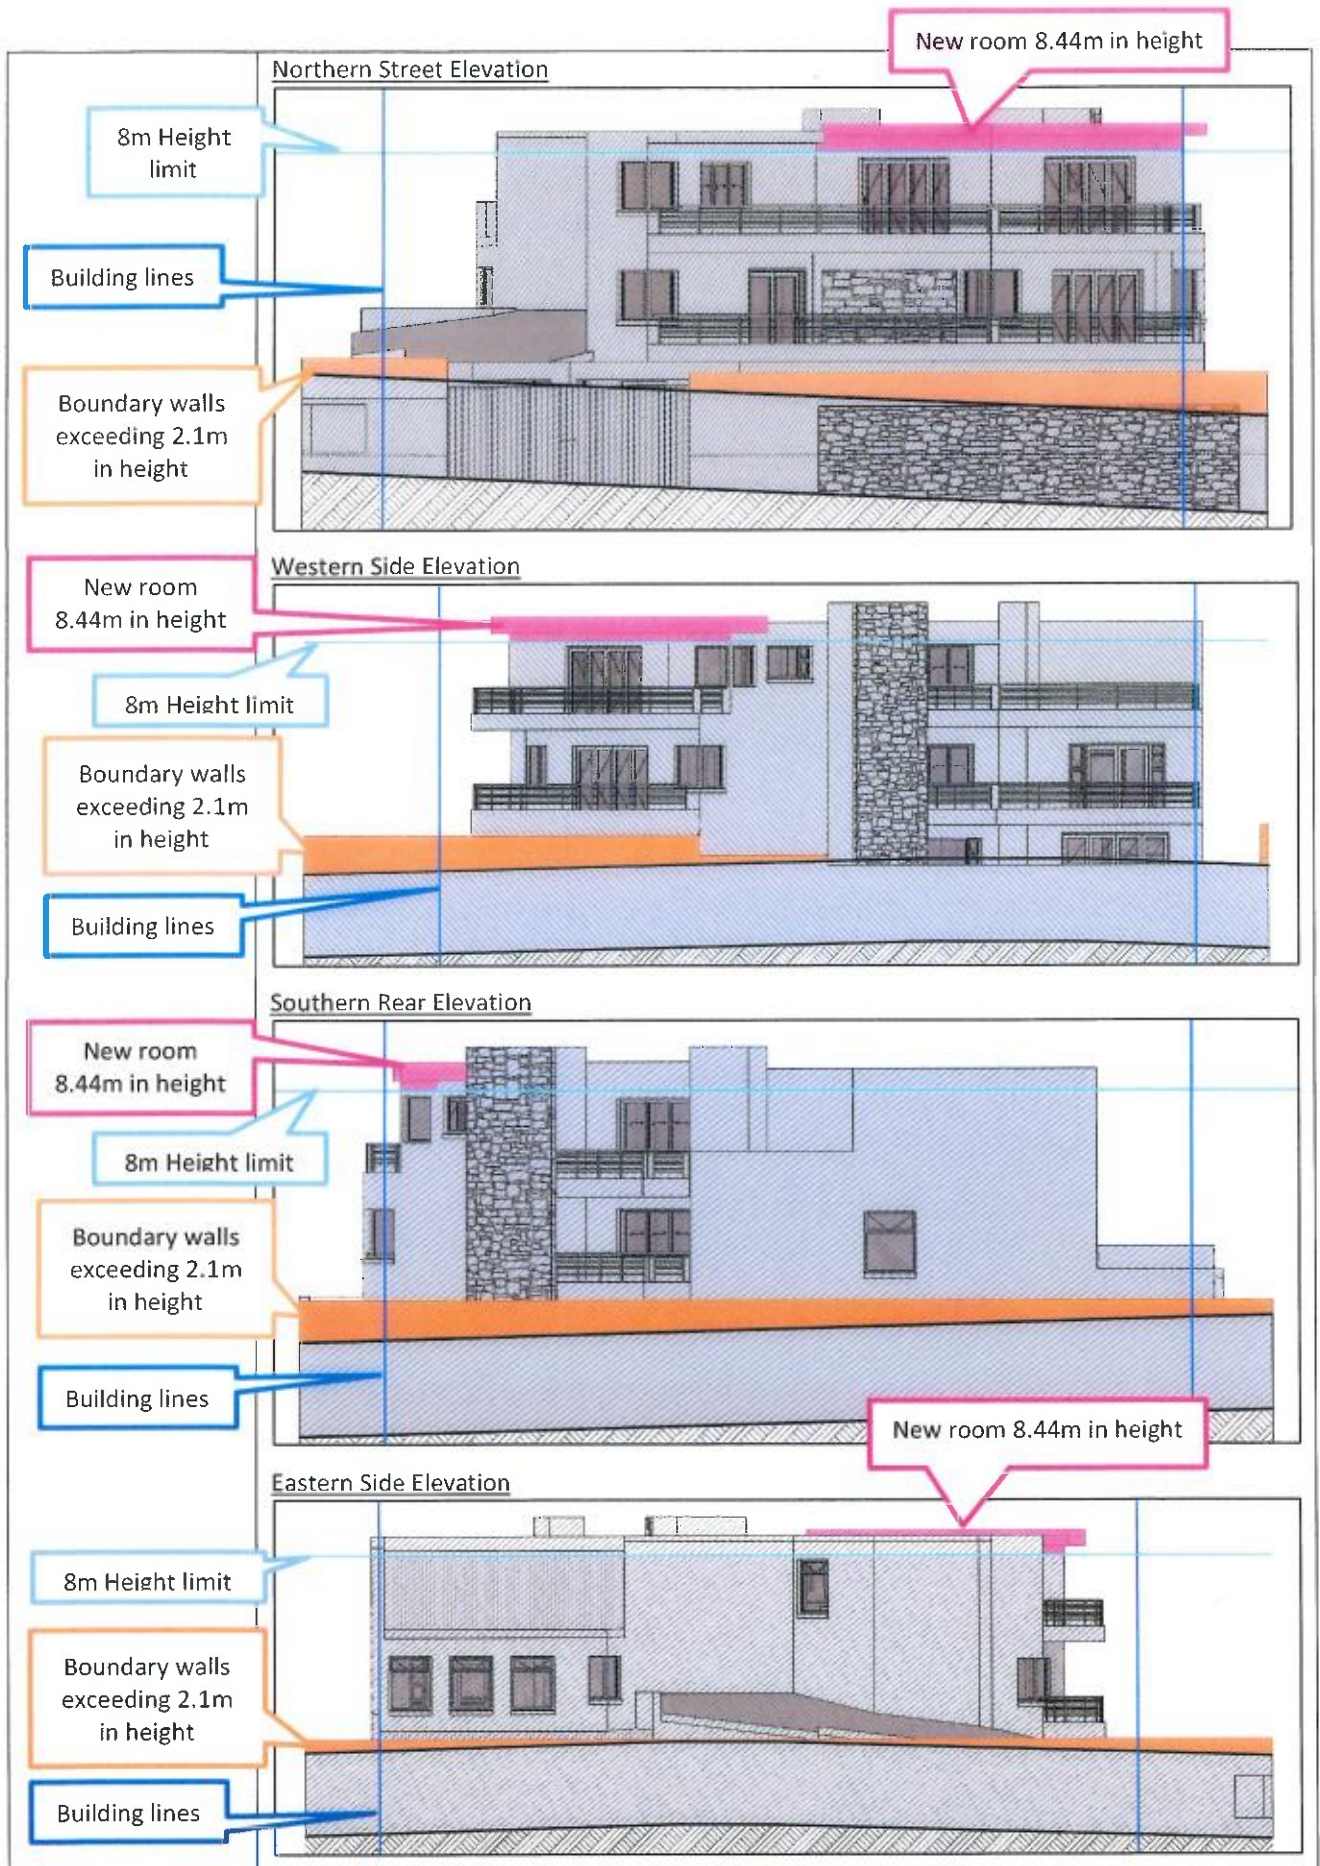 New room 8.44m in height
Northern Street Elevation
8m Height
limit
Building lines
Boundary walls
exceeding 2.1m
in height
Western Side Elevation
New room
8.44m in height
8m Height limit
Boundary walls
exceeding 2.1m
in height
Building lines
Southern Rear Elevation
New room
8.44m in height
8m Height limit
Boundary walls
exceeding 2.1m
in height
Building lines
New room 8.44m in height
Eastern Side Elevation
8m Height limit
Boundary walls
exceeding 2.1m
in height
Building lines